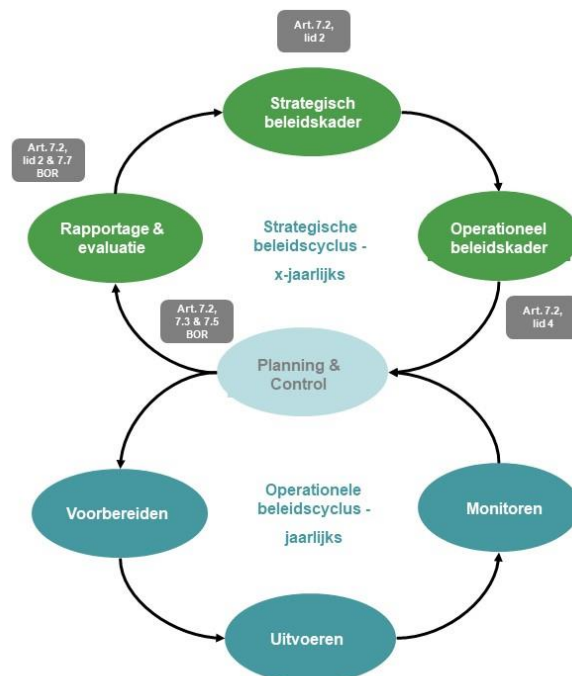 Art. 7.2,
lid 2
Strategisch
beleidskader
Art. 7.2,
lid 2 & 7.7
BOR
Rapportage &
evaluatie
Strategische
beleidscyclus -
x-jaarlijks
Operationeel
beleidskader
Art. 7.2,
7.3 & 7.5
BOR
Art. 7.2,
lid 4
Planning &
Control
Voorbereiden
Operationele
beleidscyclus -
jaarlijks
Monitoren
Uitvoeren